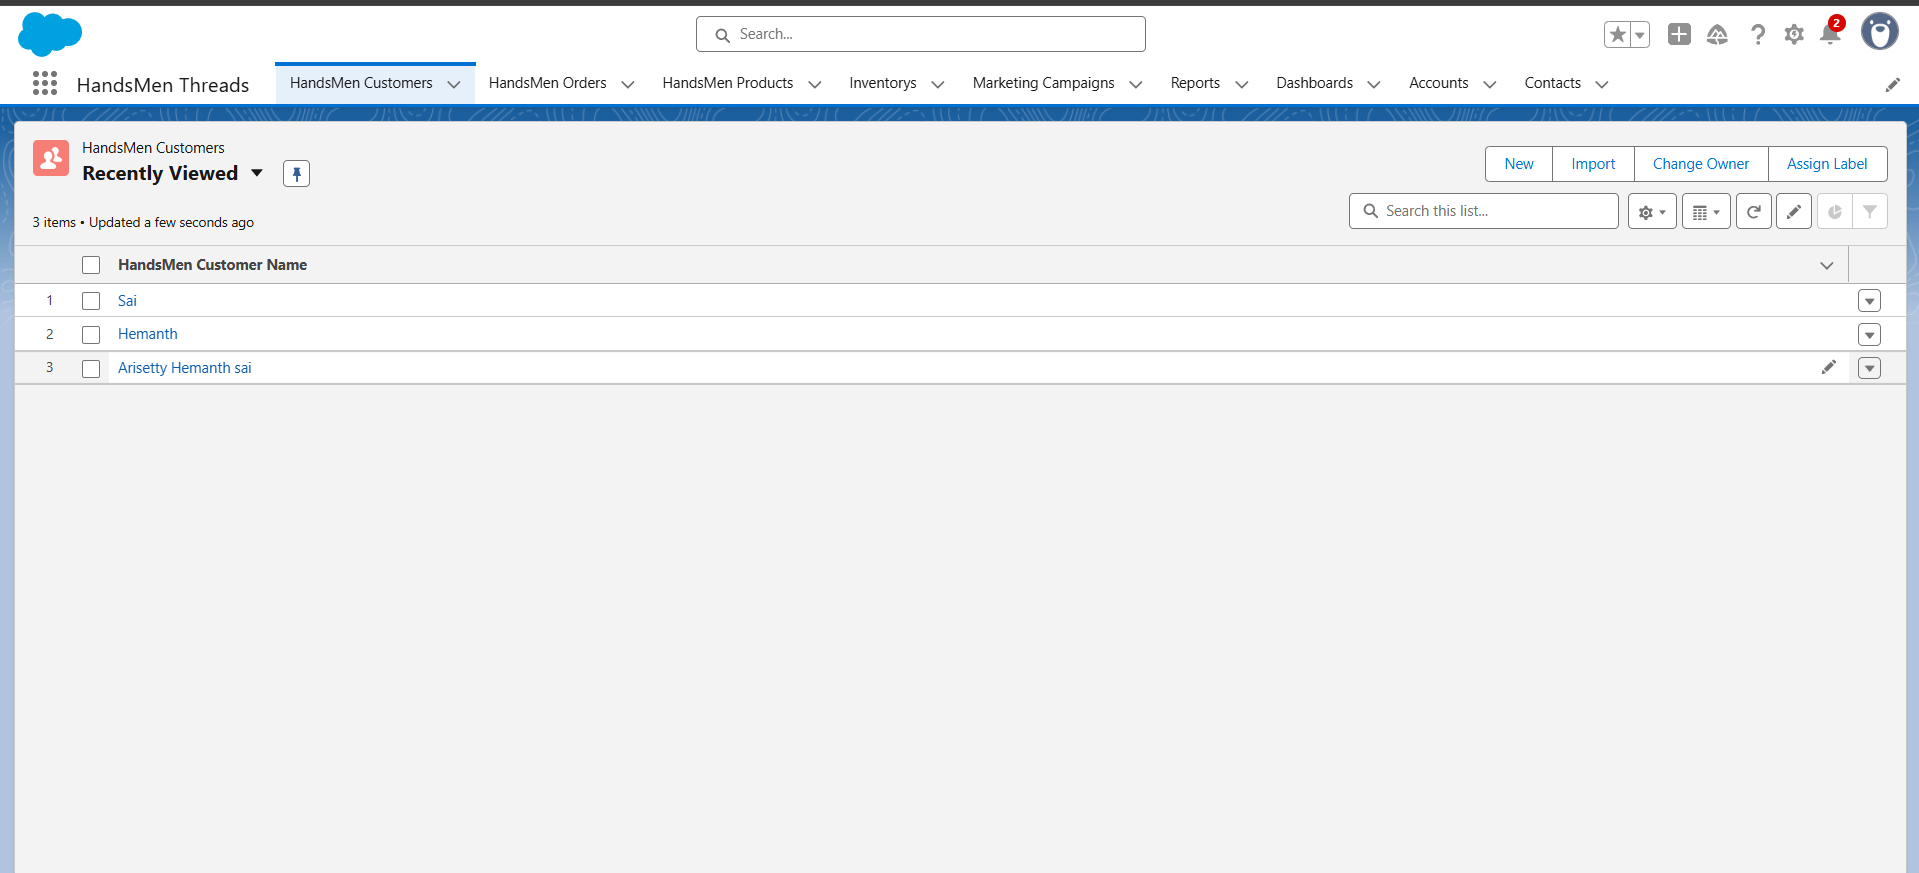 Search...
2
HandsMen Threads
HandsMen Customers
HandsMen Orders
HandsMen Products
Inventorys
Marketing Campaigns
Reports
Dashboards
Accounts
Contacts
HandsMen Customers
Recently Viewed
New
Import
Change Owner
Assign Label
3 items • Updated a few seconds ago
Search this list...
HandsMen Customer Name
1 Sai
2 Hemanth
3 Arisetty Hemanth sai